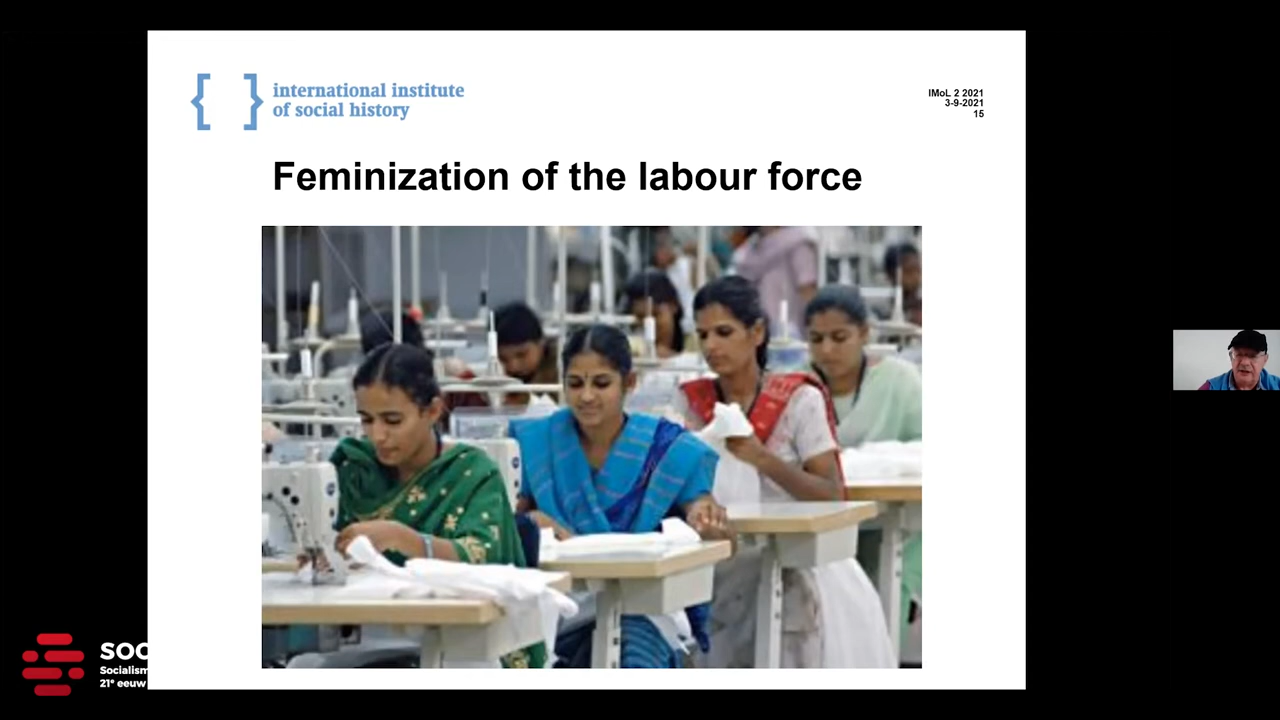 international institute
of social history
IMoL 2 2021
3-9-2021
15
Feminization of the labour force
SOC
Socialism
21e eeuw